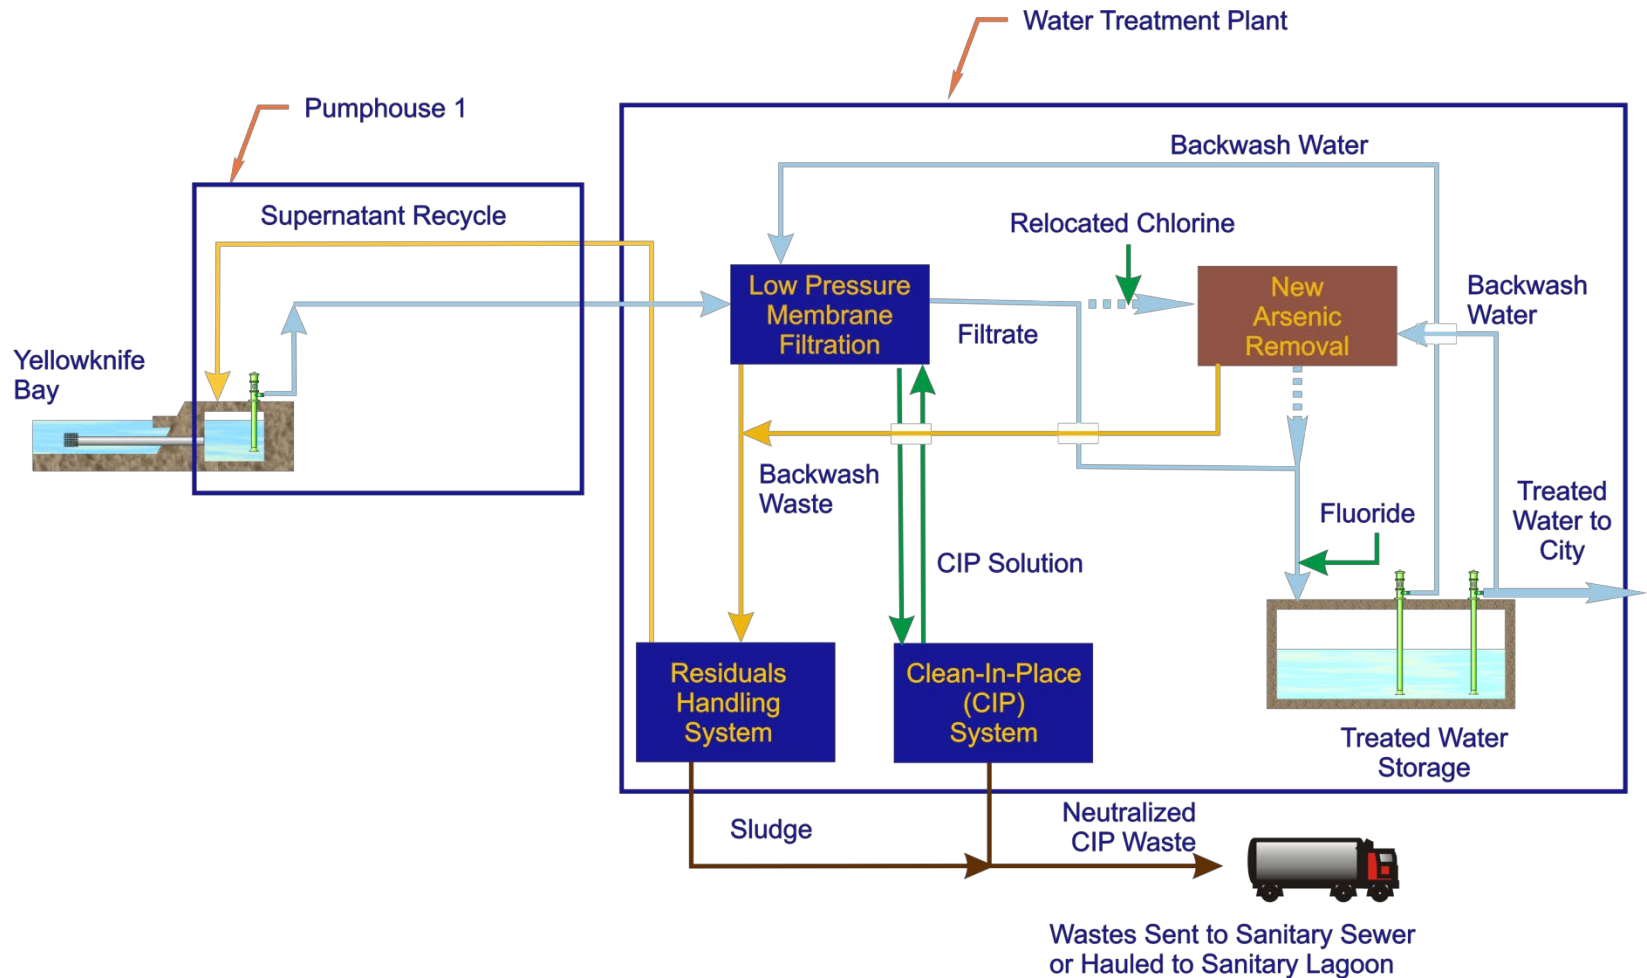 Water Treatment Plant
Pumphouse 1
Backwash Water
Supernatant Recycle
Relocated Chlorine
Low Pressure
Membrane
Filtration
New
Arsenic
Removal
Backwash
Water
Filtrate
Yellowknife
Bay
Backwash
Waste
Treated
Water to
City
Fluoride
CIP Solution
Residuals
Handling
System
Clean-In-Place
(CIP)
System
Treated Water
Storage
Sludge
Neutralized
CIP Waste
Wastes Sent to Sanitary Sewer
or Hauled to Sanitary Lagoon